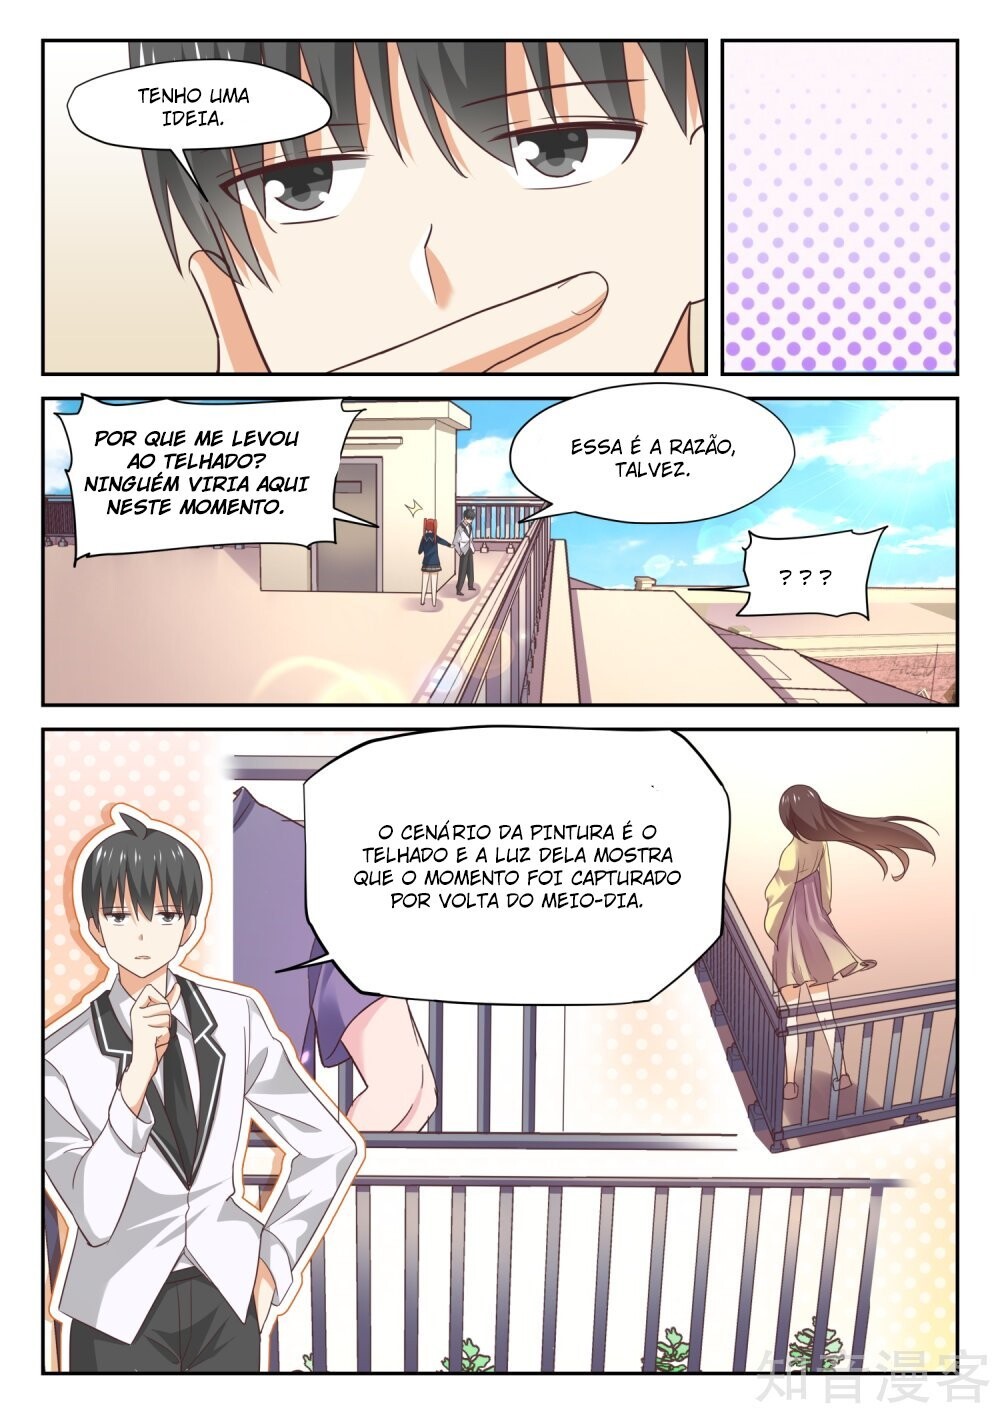 TENHO UMA
IDEIA.
POR QUE ME LEVOU
AO TELHADO?
NINGUÉM VIRIA AQUI
NESTE MOMENTO.
ESSA É A RAZÃO,
TALVEZ.
? ? ?
O CENÁRIO DA PINTURA É O
TELHADO E A LUZ DELA MOSTRA
QUE O MOMENTO FOI CAPTURADO
POR VOLTA DO MEIO-DIA.
知音漫客